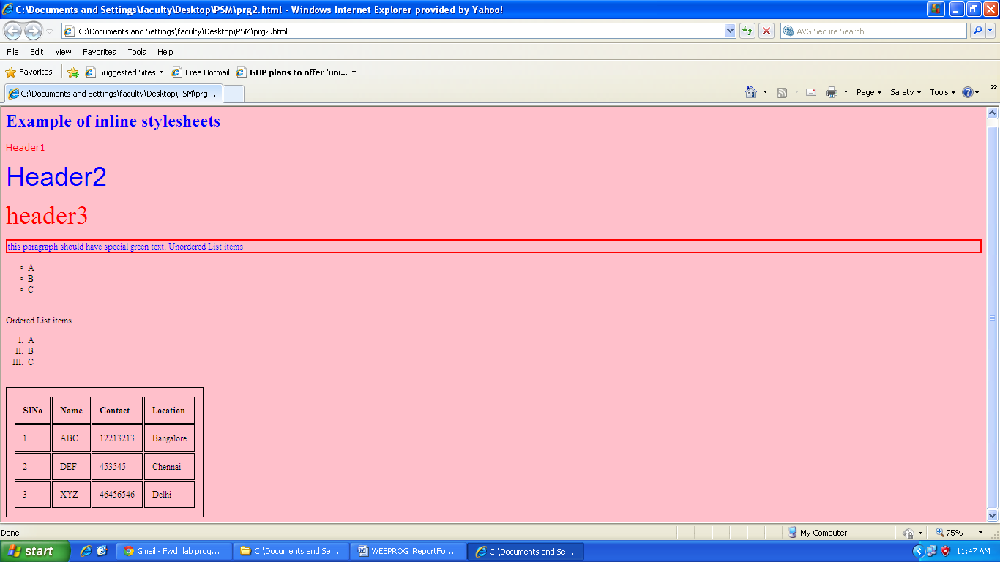 C:\Documents and Settings\faculty\Desktop\PSM\prg2.html - Windows Internet Explorer provided by Yahoo!
C:\Documents and Settings\faculty\Desktop\PSM\prg2.html
AVG Secure Search
File Edit View Favorites Tools Help
Favorites Suggested Sites Free Hotmail GOP plans to offer 'uni...
C:\Documents and Settings\faculty\Desktop\PSM\prg... Page Safety Tools
Example of inline stylesheets
Header1
Header2
header3
this paragraph should have special green text. Unordered List items
A
B
C
Ordered List items
I. A
II. B
III. C
SlNo Name Contact Location
1 ABC 12213213 Bangalore
2 DEF 453545 Chennai
3 XYZ 46456546 Delhi
Done My Computer 75%
start Gmail - Fwd: lab prog... C:\Documents and Se... WEBPROG_ReportFo... C:\Documents and Se... 11:47 AM